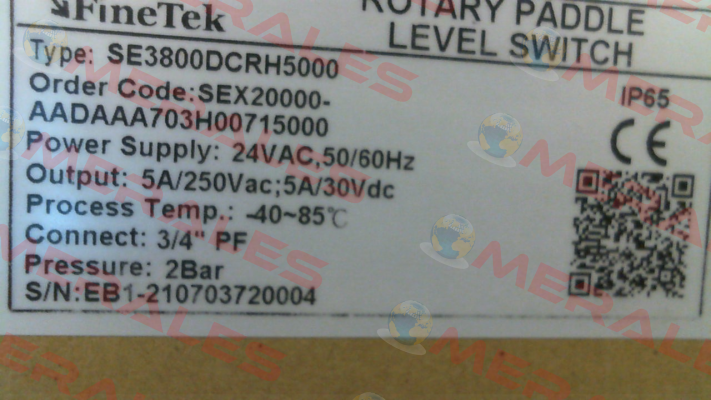 FineTek
ROTARY PADDLE
LEVEL SWITCH
Type: SE3800DCRH5000
Order Code:SEX20000-
AADAAA703H00715000
IP65
CE
Power Supply: 24VAC,50/60Hz
Output: 5A/250Vac;5A/30Vdc
Process Temp.: -40~85℃
Connect: 3/4" PF
Pressure: 2Bar
S/N:EB1-210703720004
MERALES
MERALES
MERALES
MERALES